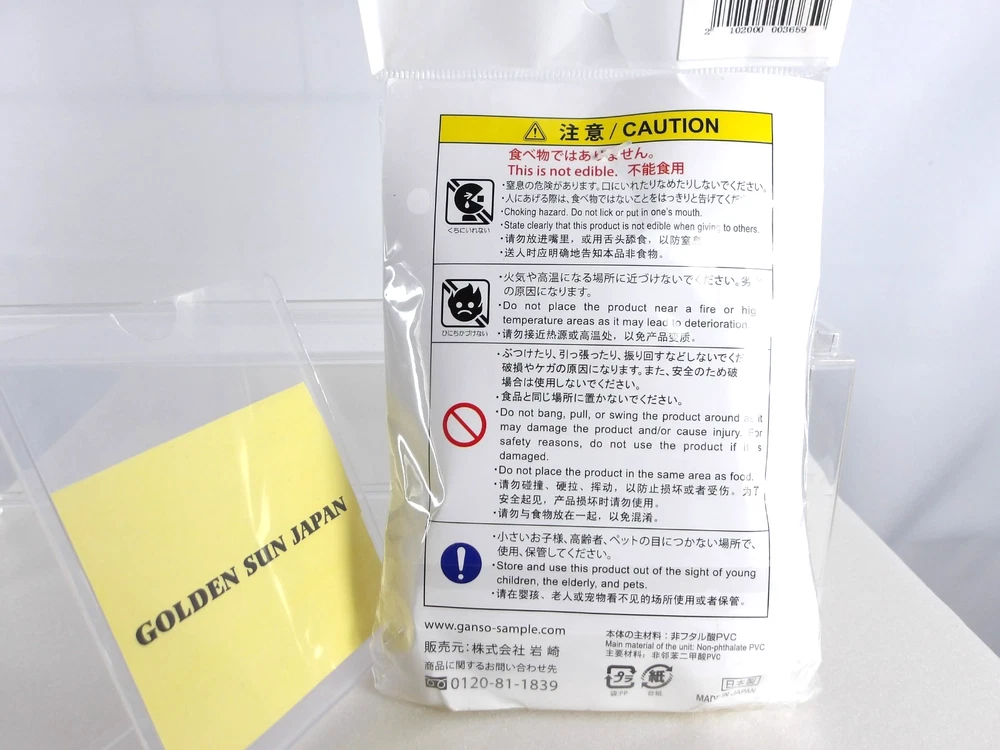 2 102000 003659
注意/CAUTION
食べ物ではありません。
This is not edible. 不能食用
くちにいれない
・窒息の危険があります。口にいれたりなめたりしないでください。
・人にあげる際は、食べ物ではないことをはっきりと告げてくだ
・Choking hazard. Do not lick or put in one's mouth.
・State clearly that this product is not edible when giving to others.
・请勿放进嘴里，或用舌头舔食，以防窒息
・送人时应明确地告知本品非食物。
ひにちかづけない
・火気や高温になる場所に近づけないでください。劣
の原因になります。
・Do not place the product near a fire or hig
temperature areas as it may lead to deterioration
・请勿接近热源或高温处，以免产品变质。
・ぶつけたり、引っ張ったり、振り回すなどしないでくだ
破損やケガの原因になります。また、安全のため破
場合は使用しないでください。
・食品と同じ場所に置かないでください。
・Do not bang, pull, or swing the product around as it
may damage the product and/or cause injury. For
safety reasons, do not use the product if it is
damaged.
・Do not place the product in the same area as food.
・请勿碰撞、硬拉、挥动，以防止损坏或者受伤。为了
安全起见，产品损坏时请勿使用。
・请勿与食物放在一起，以免混淆。
・小さいお子様、高齢者、ペットの目につかない場所で、
使用、保管してください。
・Store and use this product out of the sight of young
children, the elderly, and pets.
・请在婴孩、老人或宠物看不见的场所使用或者保管。
www.ganso-sample.com
販売元：株式会社 岩崎
商品に関するお問い合わせ先
0120-81-1839
本体の主材料：非フタル酸PVC
Main material of the unit: Non-phthalate PVC
主要材料：非邻苯二甲酸PVC
プラ
袋:PP
紙
台紙
日本製
MADE IN JAPAN
GOLDEN SUN JAPAN